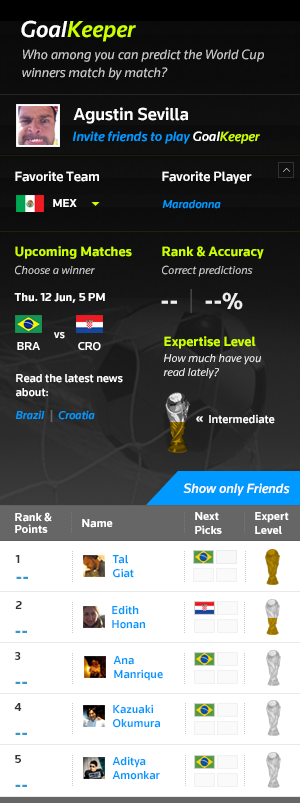 GoalKeeper
Who among you can predict the World Cup
winners match by match?
Agustin Sevilla
Invite friends to play GoalKeeper
Favorite Team
MEX
Favorite Player
Maradonna
Upcoming Matches
Choose a winner
Thu. 12 Jun, 5 PM
BRA vs CRO
Read the latest news
about:
Brazil | Croatia
Rank & Accuracy
Correct predictions
-- | --%
Expertise Level
How much have you
read lately?
« Intermediate
Show only Friends
Rank &
Points
Name
Next
Picks
Expert
Level
1
--
Tal
Giat
2
--
Edith
Honan
3
--
Ana
Manrique
4
--
Kazuaki
Okumura
5
--
Aditya
Amonkar